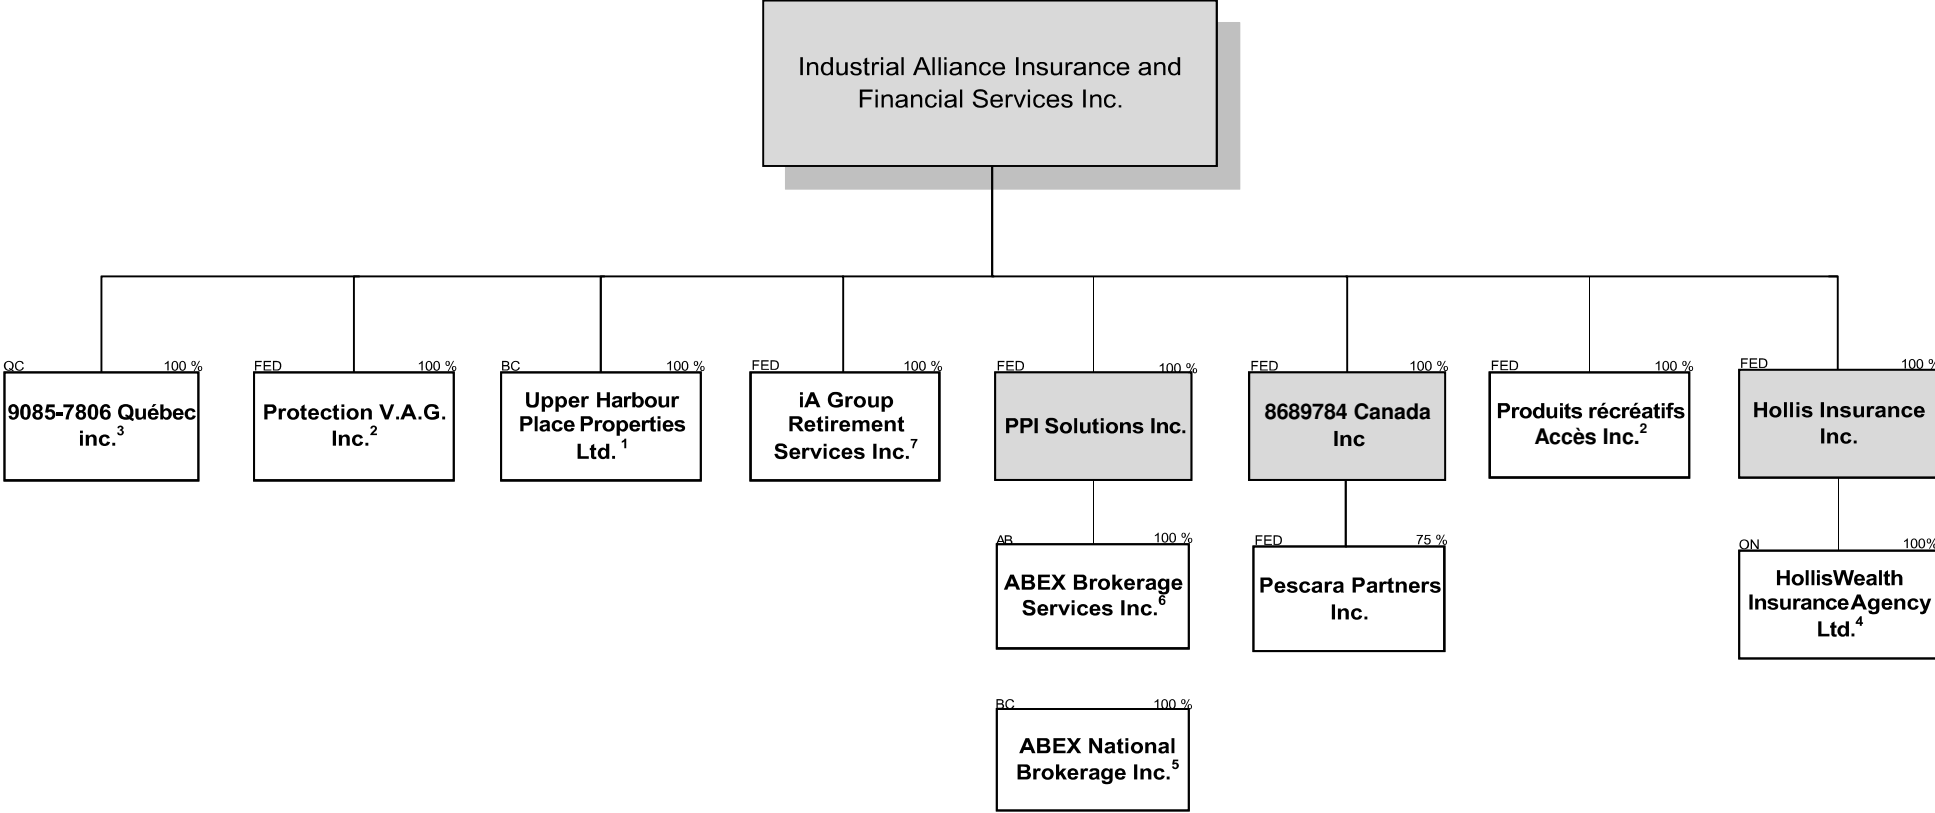 Industrial Alliance Insurance and
Financial Services Inc.
QC 100 %
9085-7806 Québec
inc.3
FED 100 %
Protection V.A.G.
Inc.2
BC 100 %
Upper Harbour
Place Properties
Ltd. 1
FED 100 %
iA Group
Retirement
Services Inc.7
FED 100 %
PPI Solutions Inc.
FED 100 %
8689784 Canada
Inc
FED 100 %
Produits récréatifs
Accès Inc.2
FED 100 %
Hollis Insurance
Inc.
AB 100 %
ABEX Brokerage
Services Inc.6
FED 75 %
Pescara Partners
Inc.
ON 100%
HollisWealth
Insurance Agency
Ltd.4
BC 100 %
ABEX National
Brokerage Inc.5